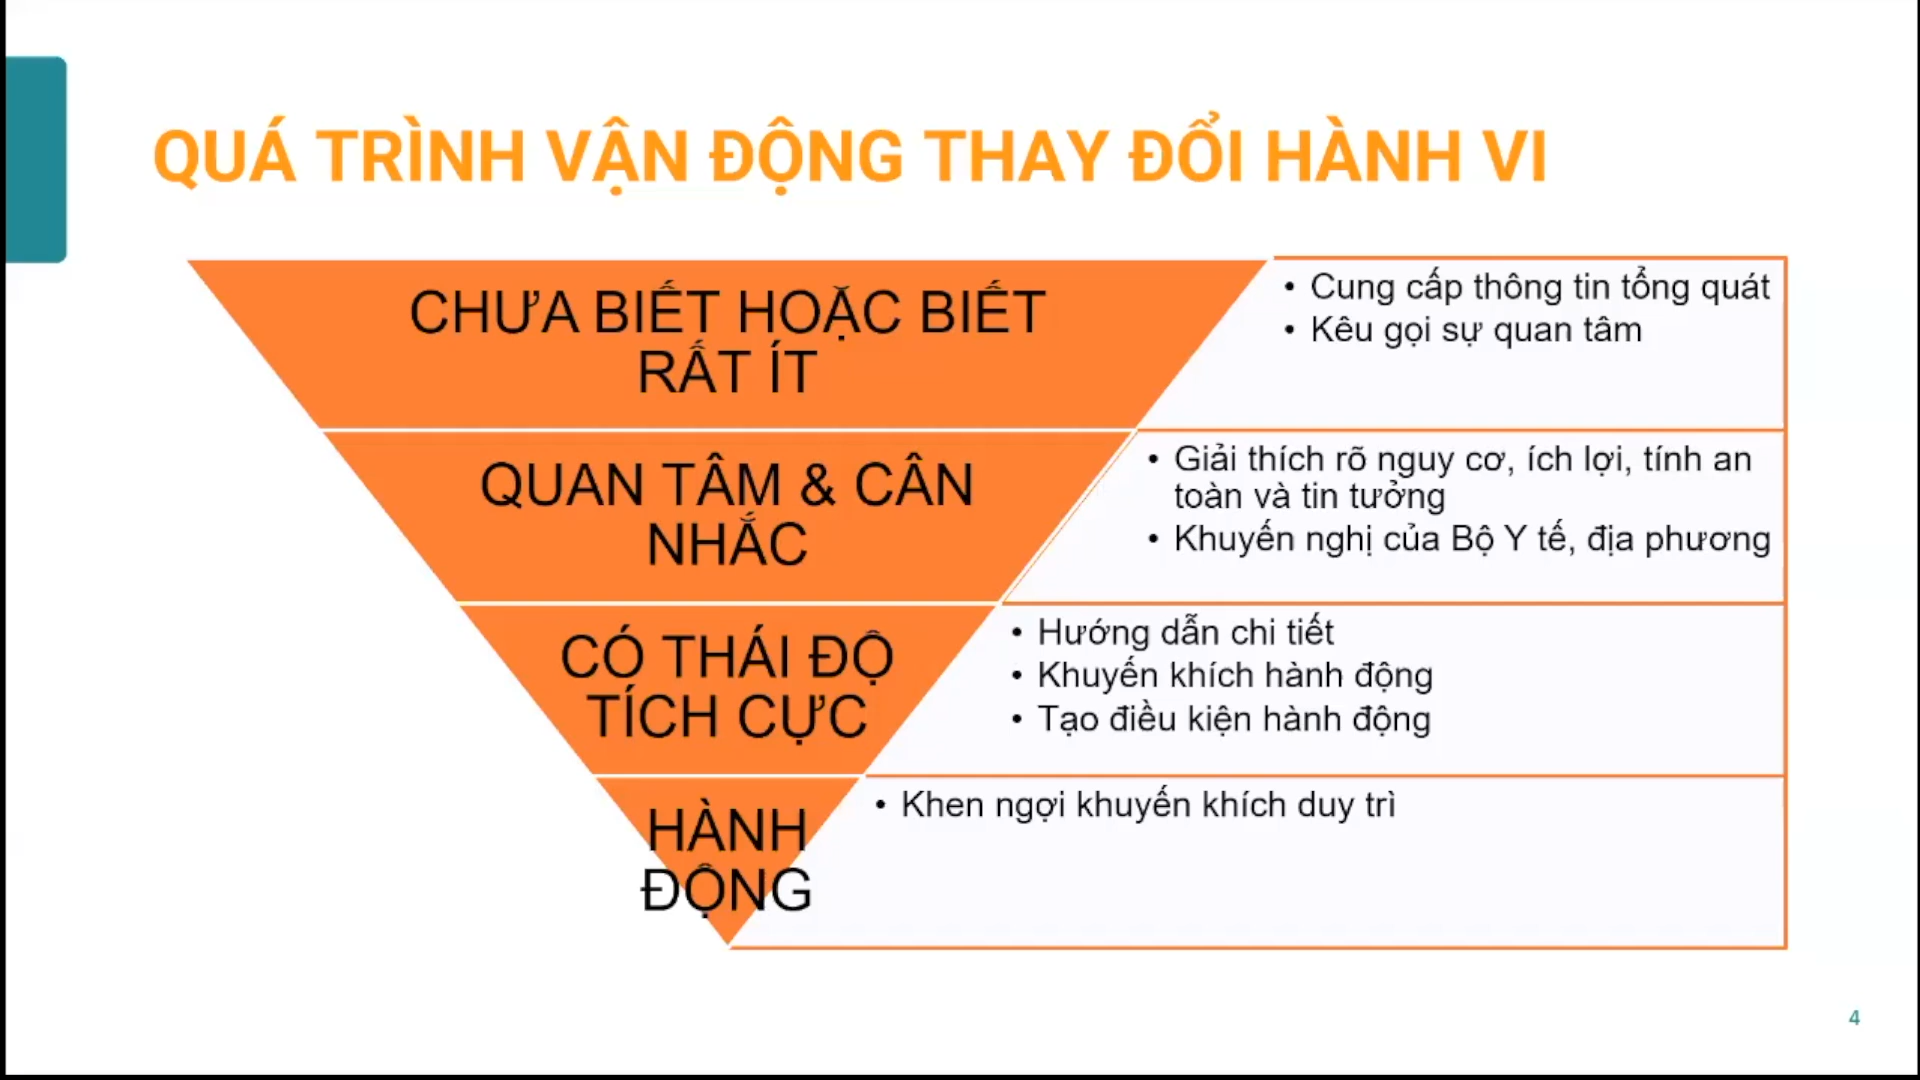 QUÁ TRÌNH VẬN ĐỘNG THAY ĐỔI HÀNH VI
CHƯA BIẾT HOẶC BIẾT
RẤT ÍT
• Cung cấp thông tin tổng quát
• Kêu gọi sự quan tâm
QUAN TÂM & CÂN
NHẮC
• Giải thích rõ nguy cơ, ích lợi, tính an
toàn và tin tưởng
• Khuyến nghị của Bộ Y tế, địa phương
CÓ THÁI ĐỘ
TÍCH CỰC
• Hướng dẫn chi tiết
• Khuyến khích hành động
• Tạo điều kiện hành động
HÀNH
ĐỘNG
• Khen ngợi khuyến khích duy trì
4